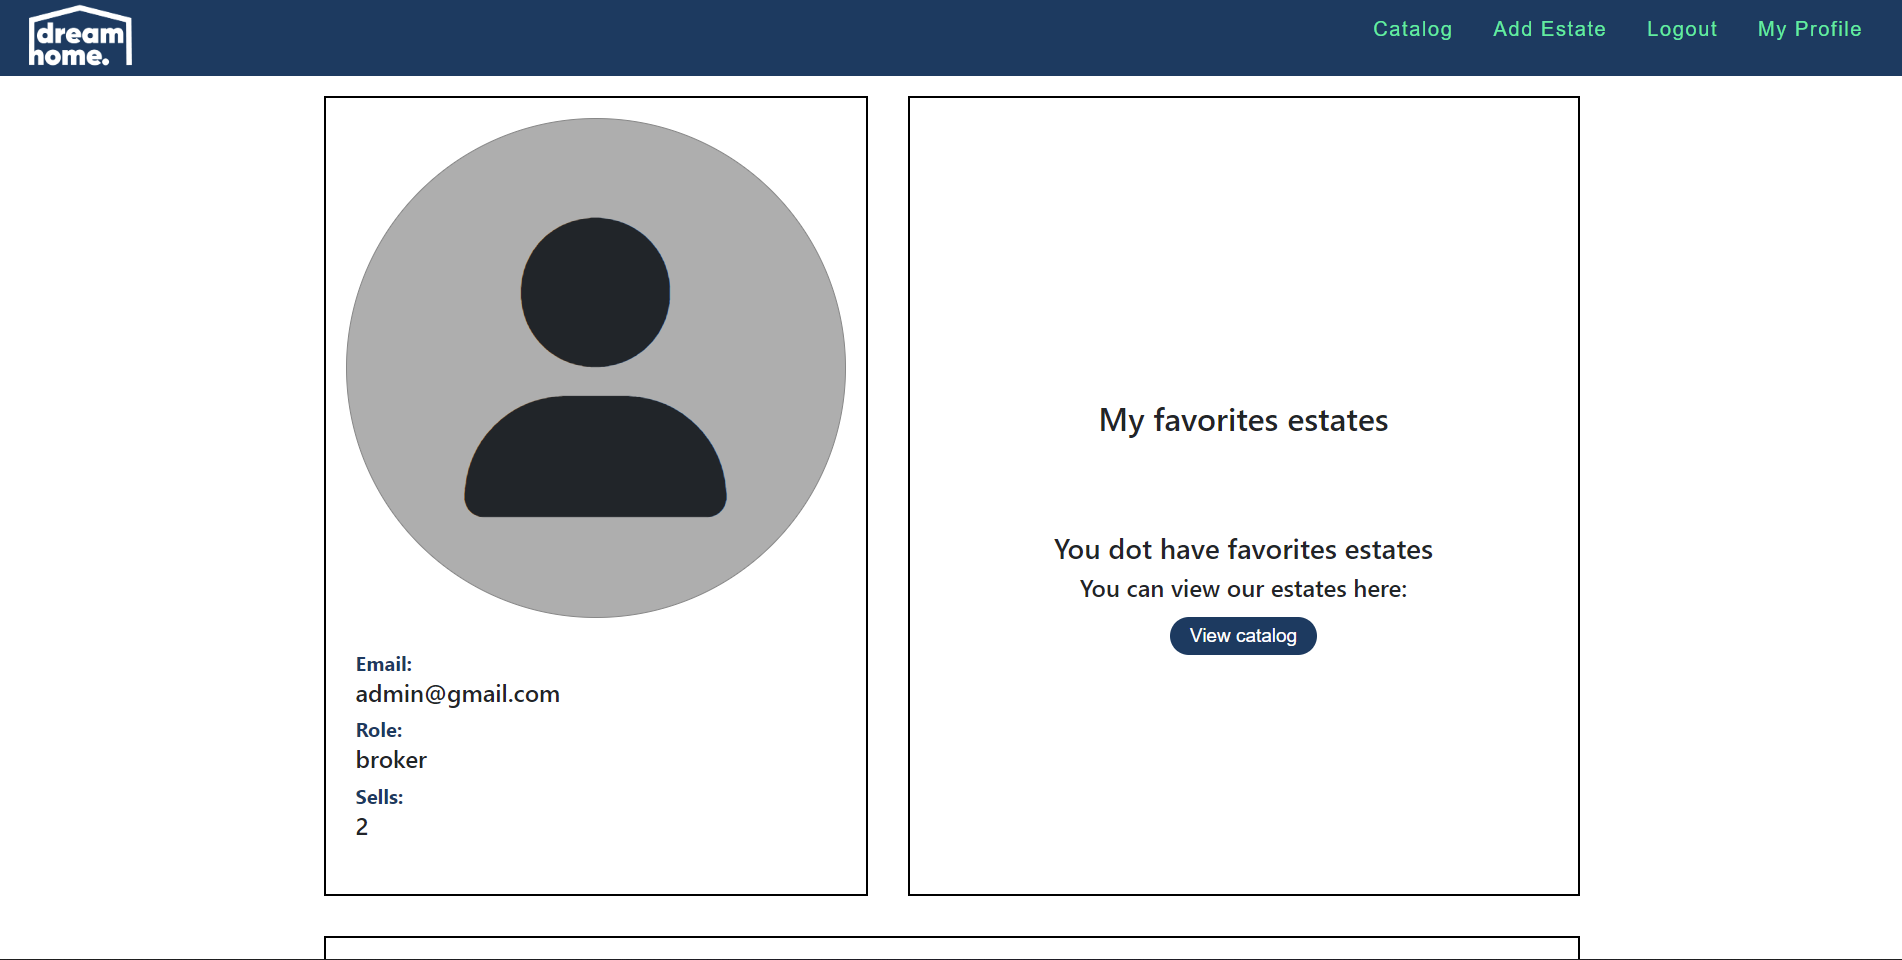 dream
home.
Catalog Add Estate Logout My Profile
Email:
admin@gmail.com
Role:
broker
Sells:
2
My favorites estates
You dot have favorites estates
You can view our estates here:
View catalog